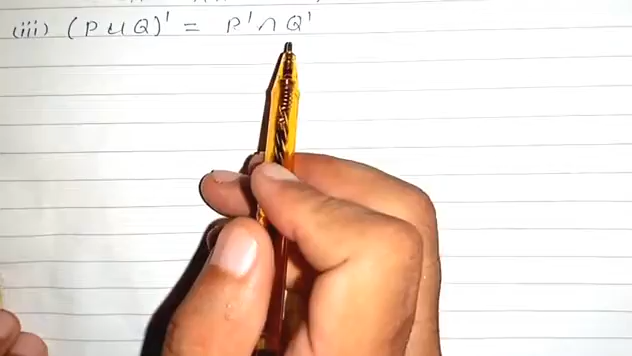 (iii) (P ∪ Q)' = P' ∩ Q'